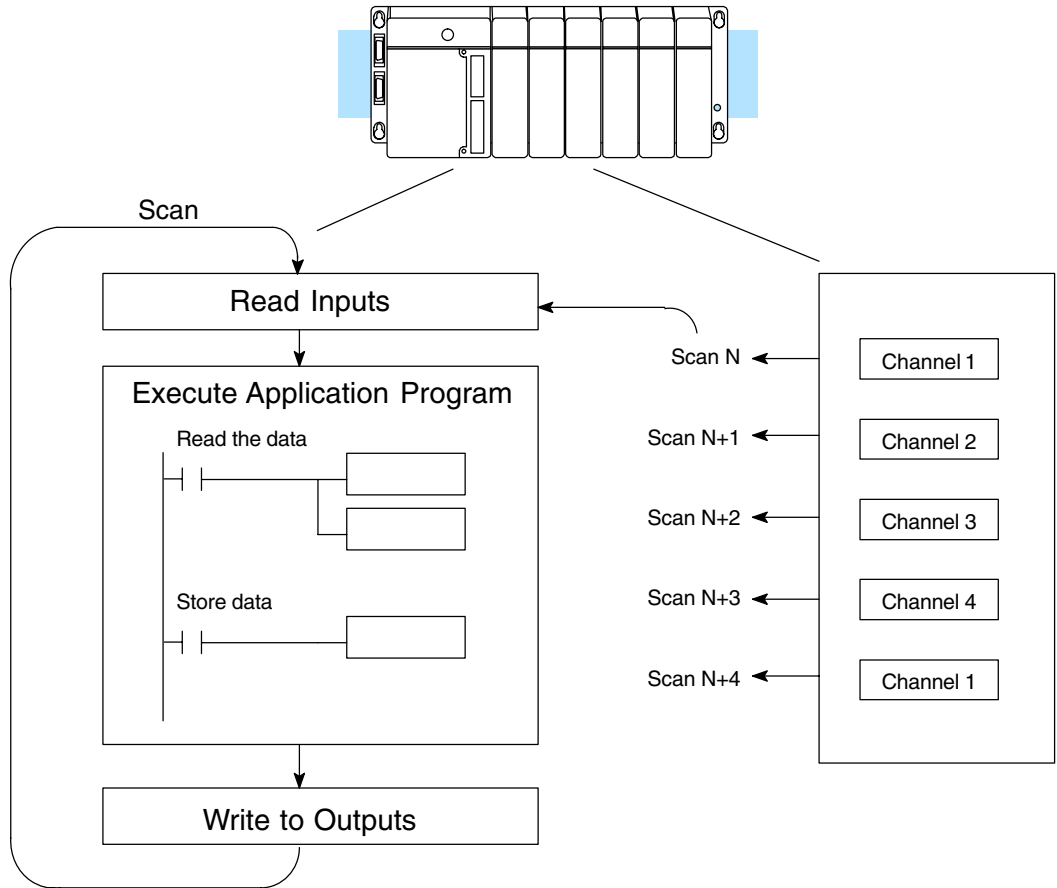 Scan
Read Inputs
Execute Application Program
Read the data
Store data
Write to Outputs
Scan N
Channel 1
Scan N+1
Channel 2
Scan N+2
Channel 3
Scan N+3
Channel 4
Scan N+4
Channel 1